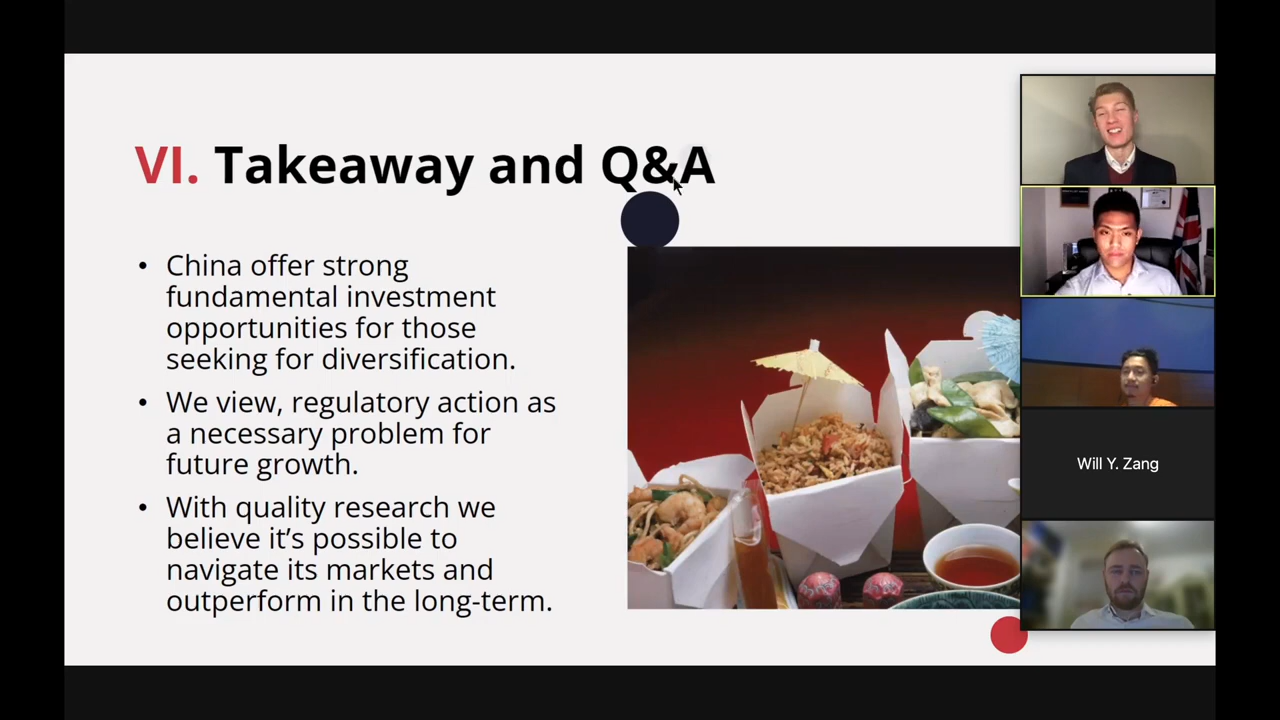 VI. Takeaway and Q&A
• China offer strong
fundamental investment
opportunities for those
seeking for diversification.
• We view, regulatory action as
a necessary problem for
future growth.
• With quality research we
believe it’s possible to
navigate its markets and
outperform in the long-term.
Will Y. Zang